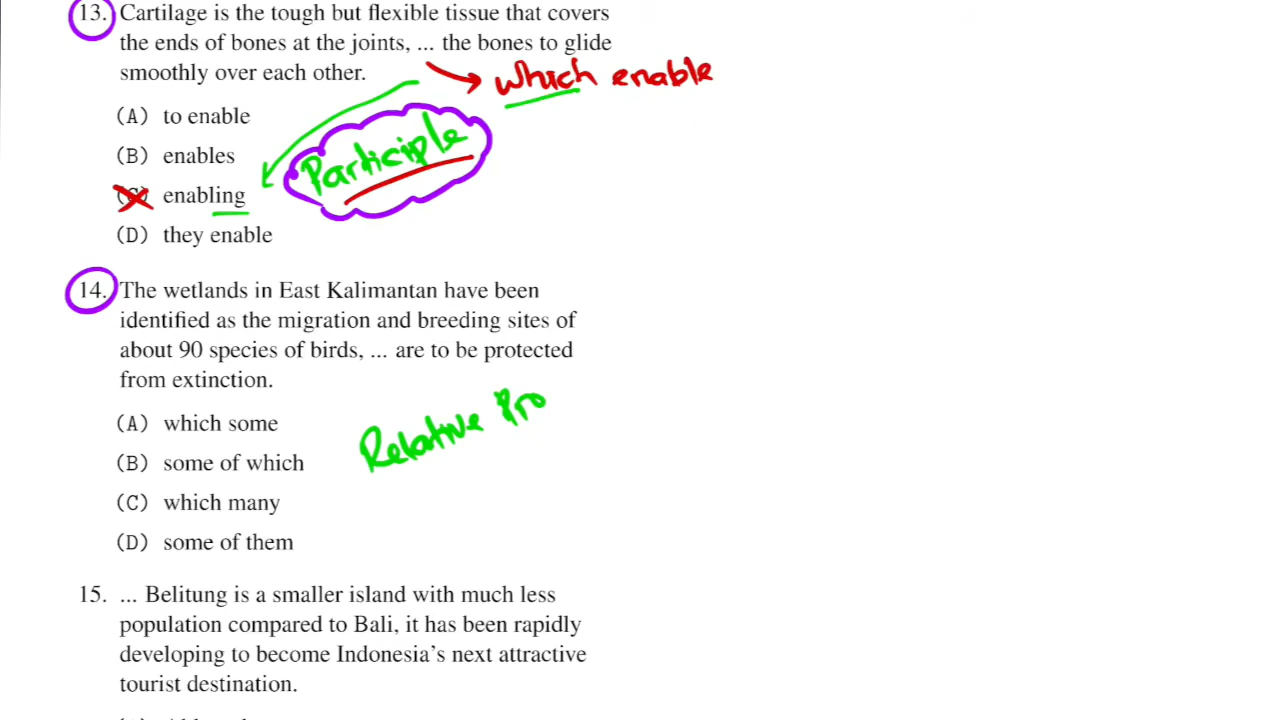 13. Cartilage is the tough but flexible tissue that covers
the ends of bones at the joints, ... the bones to glide
smoothly over each other.
which enable
(A) to enable
Participle
(B) enables
(C) enabling
(D) they enable
14. The wetlands in East Kalimantan have been
identified as the migration and breeding sites of
about 90 species of birds, ... are to be protected
from extinction.
Relative Pro
(A) which some
(B) some of which
(C) which many
(D) some of them
15. ... Belitung is a smaller island with much less
population compared to Bali, it has been rapidly
developing to become Indonesia's next attractive
tourist destination.